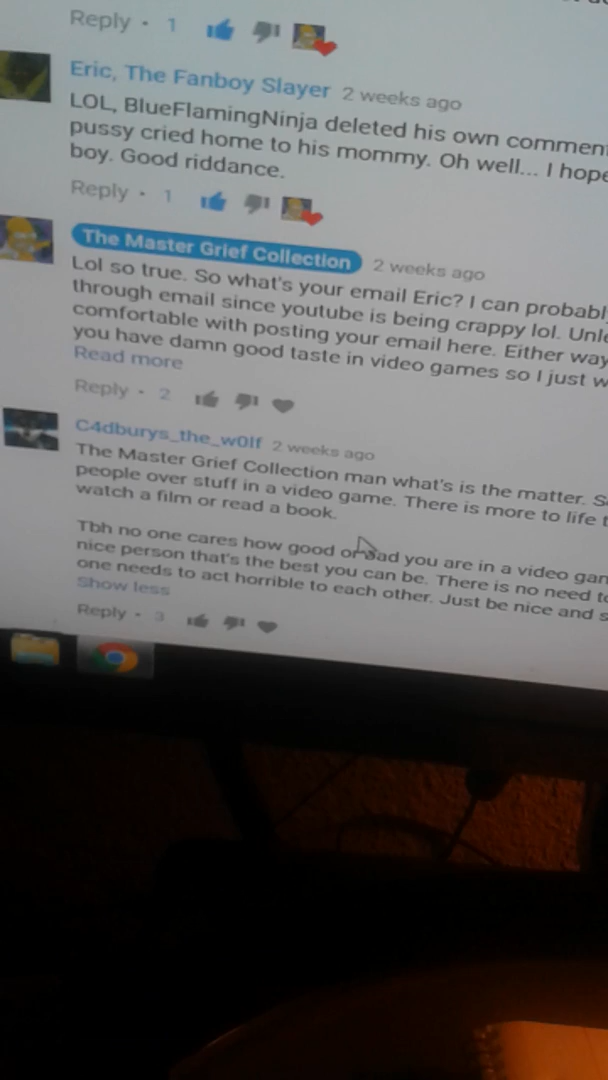 Reply • 1
Eric, The Fanboy Slayer 2 weeks ago
LOL, BlueFlamingNinja deleted his own comment
pussy cried home to his mommy. Oh well... I hope
boy. Good riddance.
Reply • 1
The Master Grief Collection 2 weeks ago
Lol so true. So what's your email Eric? I can probabl
through email since youtube is being crappy lol. Unle
comfortable with posting your email here. Either way
you have damn good taste in video games so I just w
Read more
Reply • 2
C4dburys_the_w0lf 2 weeks ago
The Master Grief Collection man what's is the matter. S
people over stuff in a video game. There is more to life t
watch a film or read a book.
Tbh no one cares how good or bad you are in a video gam
nice person that's the best you can be. There is no need to
one needs to act horrible to each other. Just be nice and s
Show less
Reply • 3